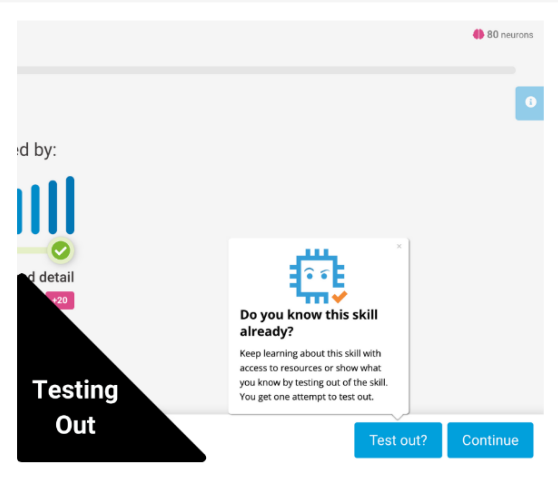 80 neurons
ed by:
d detail
+20
×
Do you know this skill
already?
Keep learning about this skill with
access to resources or show what
you know by testing out of the skill.
You get one attempt to test out.
Testing
Out
Test out?
Continue